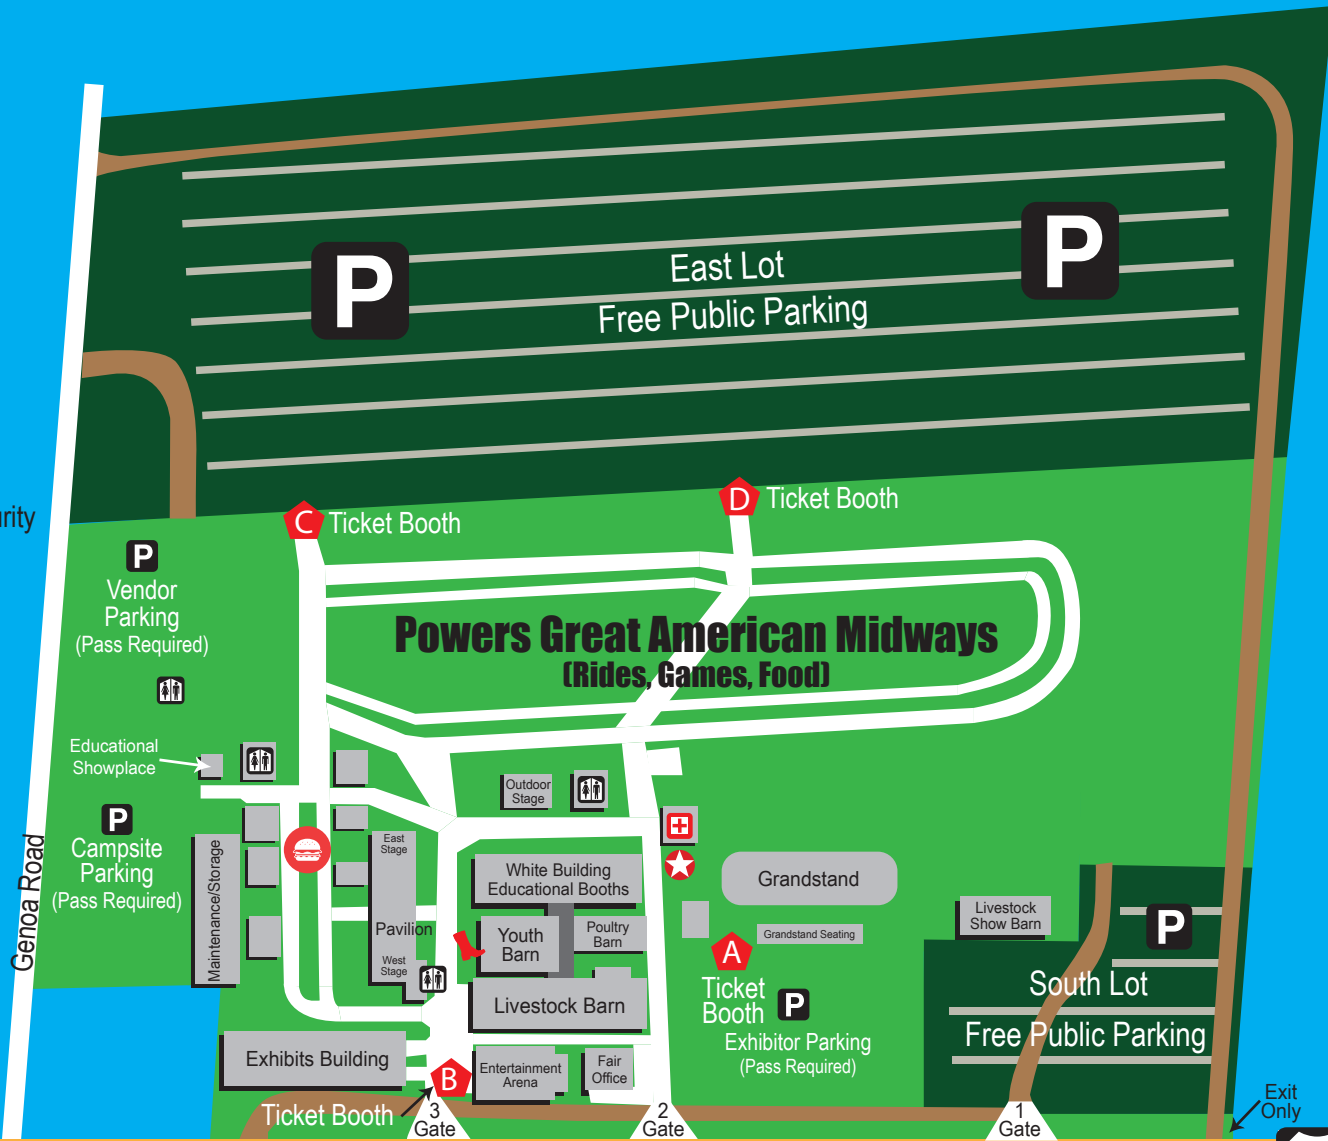 P
P
East Lot
Free Public Parking
C Ticket Booth
D Ticket Booth
P
Vendor
Parking
(Pass Required)
Powers Great American Midways
(Rides, Games, Food)
Educational
Showplace
P
Campsite
Parking
(Pass Required)
Genoa Road
Maintenance/Storage
East
Stage
Pavilion
West
Stage
Outdoor
Stage
White Building
Educational Booths
Youth
Barn
Poultry
Barn
Livestock Barn
Grandstand
Grandstand Seating
A
Ticket
Booth
P
Exhibitor Parking
(Pass Required)
Livestock
Show Barn
P
South Lot
Free Public Parking
Exhibits Building
B
Ticket Booth
Entertainment
Arena
Fair
Office
3
Gate
2
Gate
1
Gate
Exit
Only